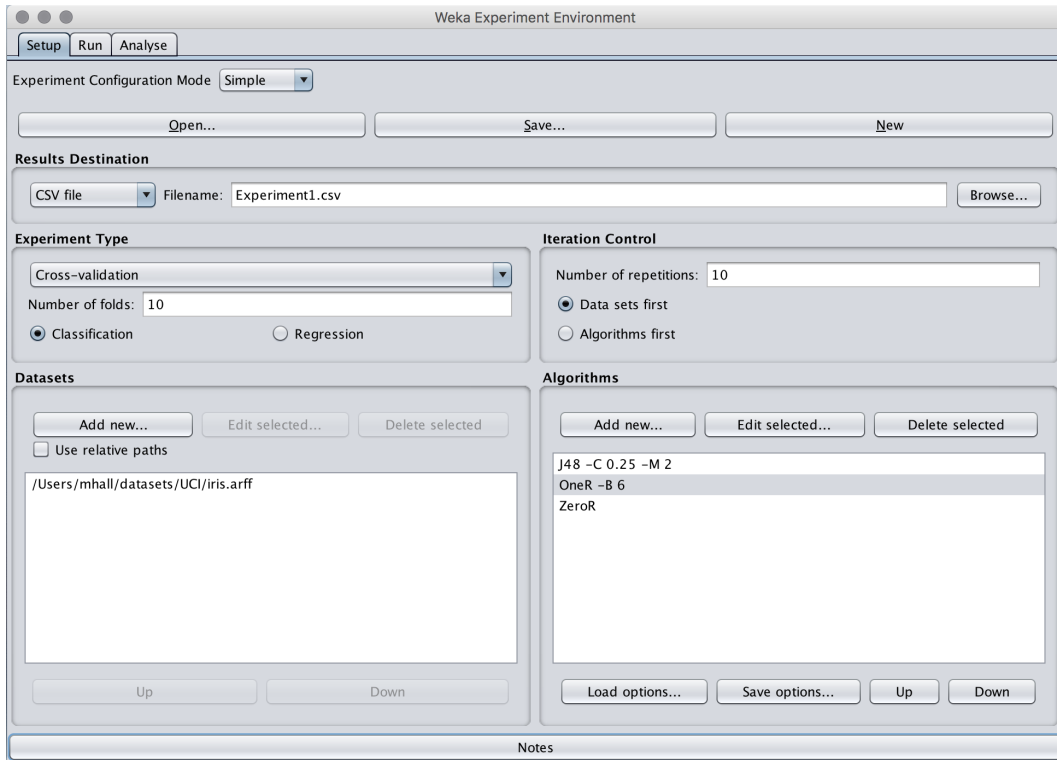 Weka Experiment Environment
Setup Run Analyse
Experiment Configuration Mode Simple
Open... Save... New
Results Destination
CSV file Filename: Experiment1.csv Browse...
Experiment Type
Cross-validation
Number of folds: 10
Classification Regression
Iteration Control
Number of repetitions: 10
Data sets first
Algorithms first
Datasets
Add new... Edit selected... Delete selected
Use relative paths
/Users/mhall/datasets/UCI/iris.arff
Up Down
Algorithms
Add new... Edit selected... Delete selected
J48 -C 0.25 -M 2
OneR -B 6
ZeroR
Load options... Save options... Up Down
Notes